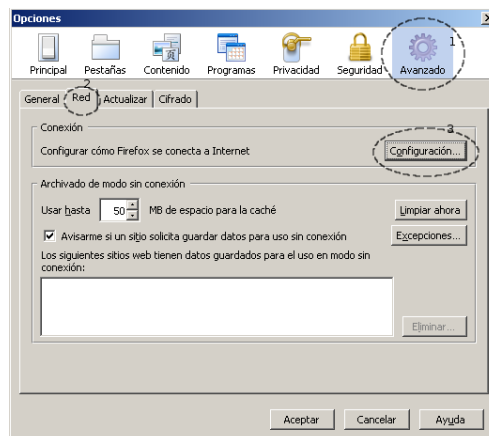 Opciones
Principal Pestañas Contenido Programas Privacidad Seguridad Avanzado
1
2
General Red Actualizar Cifrado
Conexión
3
Configurar cómo Firefox se conecta a Internet Configuración...
Archivado de modo sin conexión
Usar hasta 50 MB de espacio para la caché Limpiar ahora
Avisarme si un sitio solicita guardar datos para uso sin conexión Excepciones...
Los siguientes sitios web tienen datos guardados para el uso en modo sin
conexión:
Eliminar...
Aceptar Cancelar Ayuda